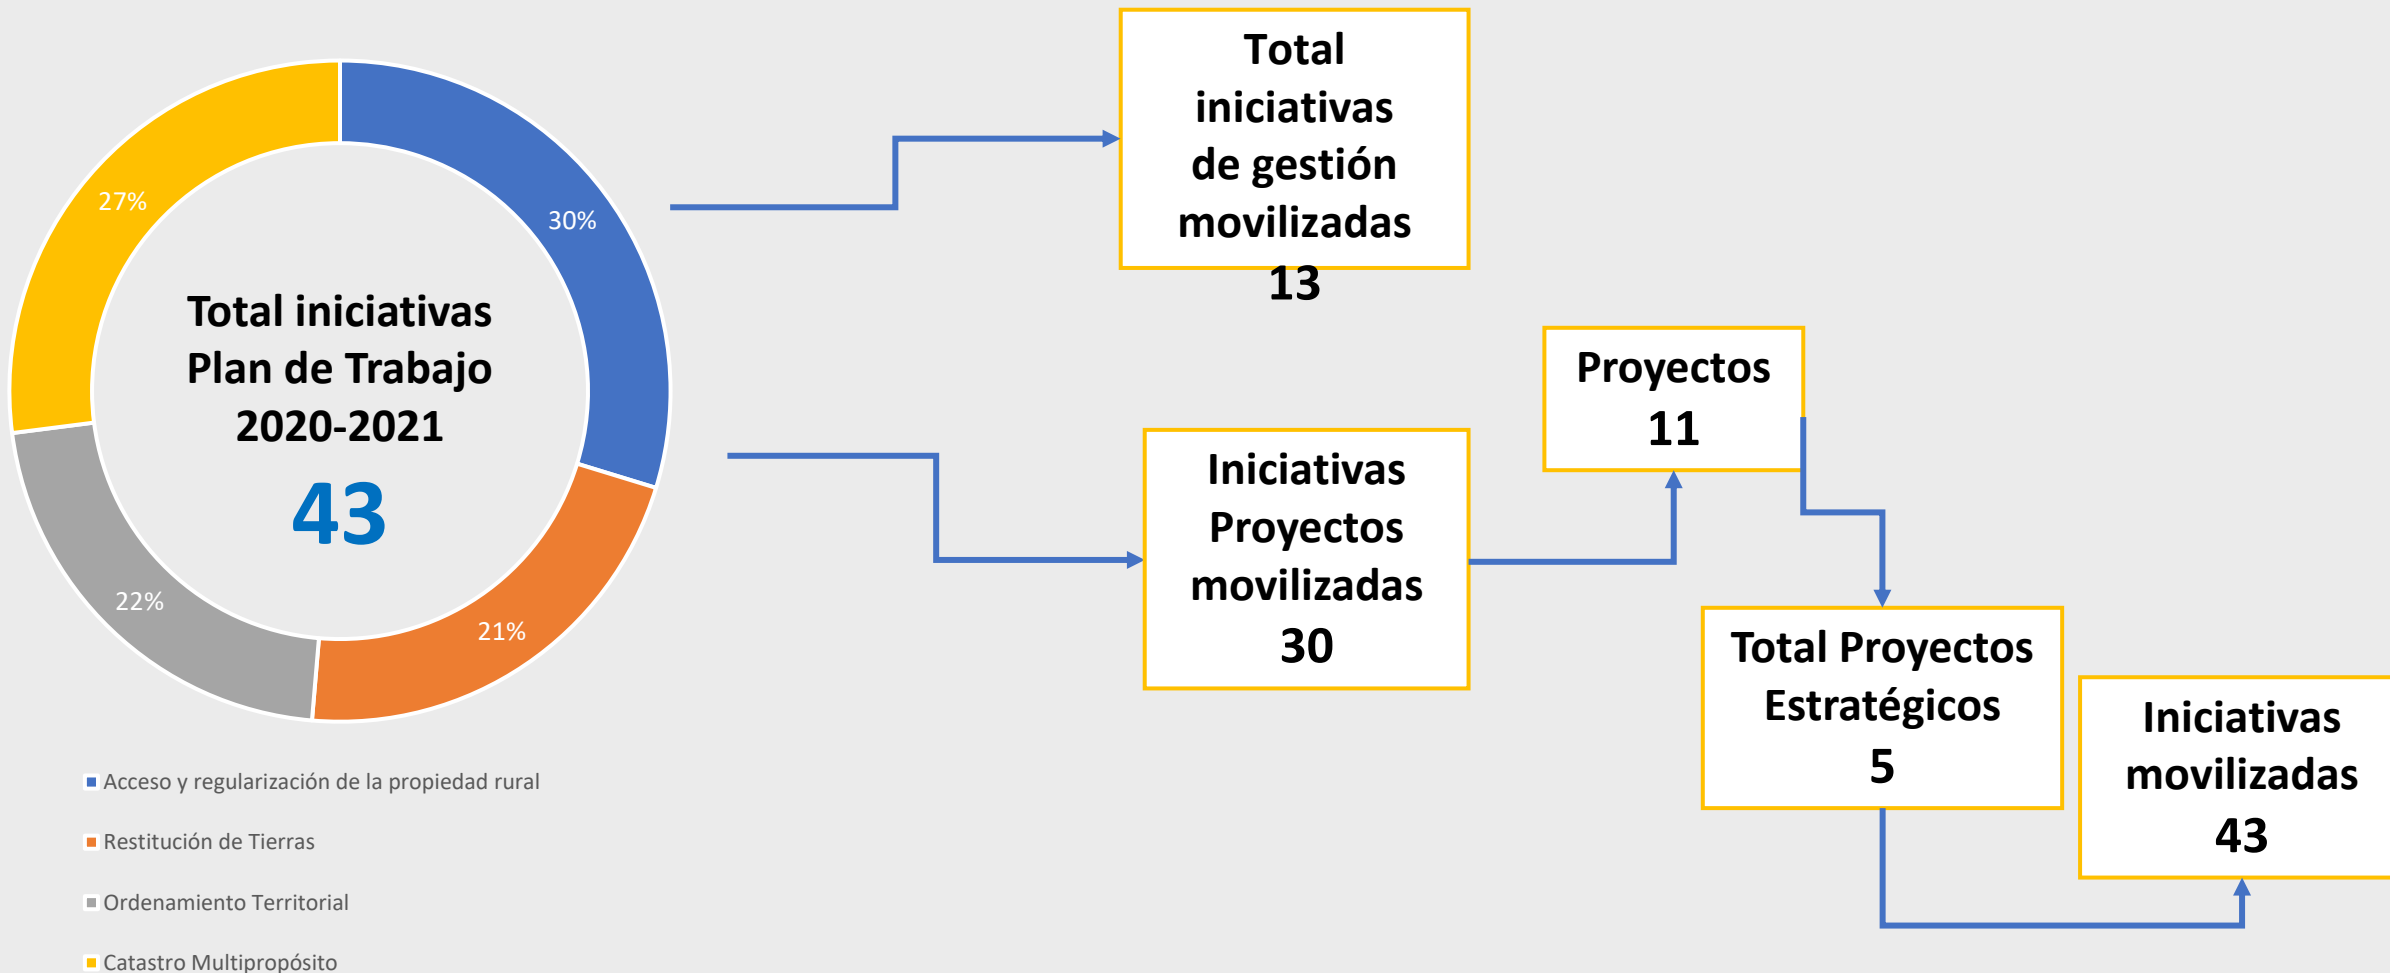 27%
30%
22%
21%
Total iniciativas
Plan de Trabajo
2020-2021
43
Acceso y regularización de la propiedad rural
Restitución de Tierras
Ordenamiento Territorial
Catastro Multipropósito
Total
iniciativas
de gestión
movilizadas
13
Iniciativas
Proyectos
movilizadas
30
Proyectos
11
Total Proyectos
Estratégicos
5
Iniciativas
movilizadas
43